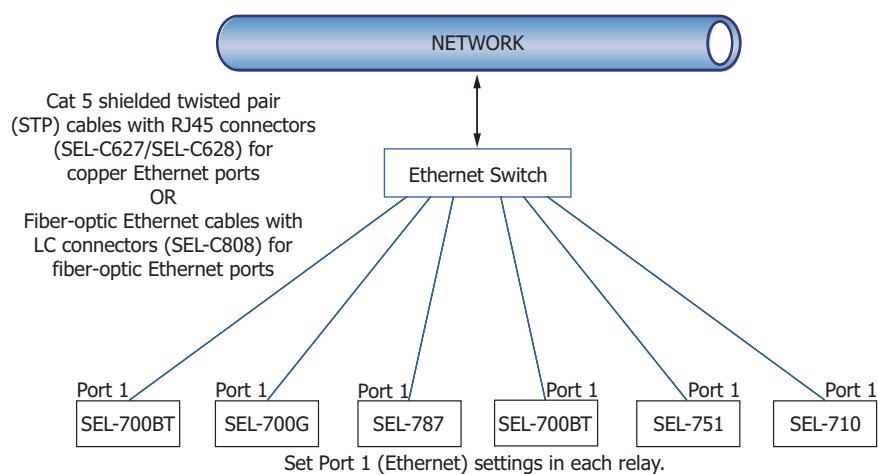 NETWORK
Cat 5 shielded twisted pair
(STP) cables with RJ45 connectors
(SEL-C627/SEL-C628) for
copper Ethernet ports
OR
Fiber-optic Ethernet cables with
LC connectors (SEL-C808) for
fiber-optic Ethernet ports
Ethernet Switch
Port 1 Port 1 Port 1 Port 1 Port 1 Port 1
SEL-700BT SEL-700G SEL-787 SEL-700BT SEL-751 SEL-710
Set Port 1 (Ethernet) settings in each relay.